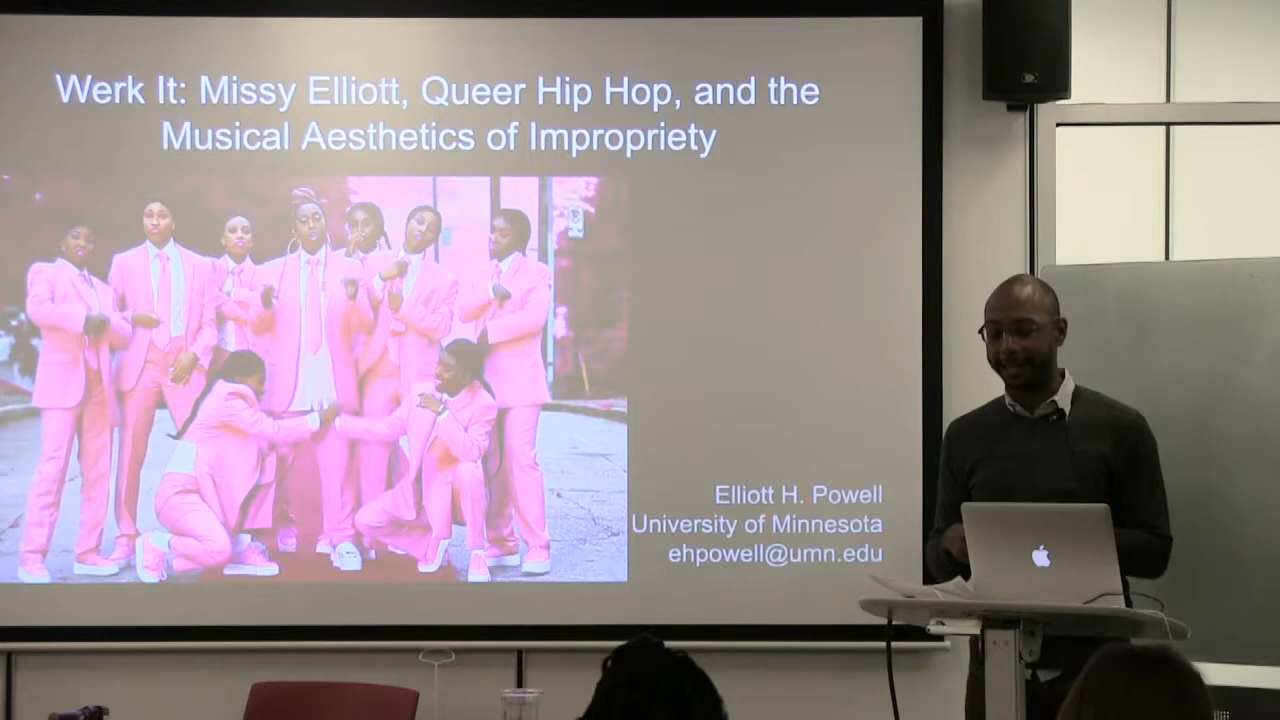 Werk It: Missy Elliott, Queer Hip Hop, and the
Musical Aesthetics of Impropriety
Elliott H. Powell
University of Minnesota
ehpowell@umn.edu